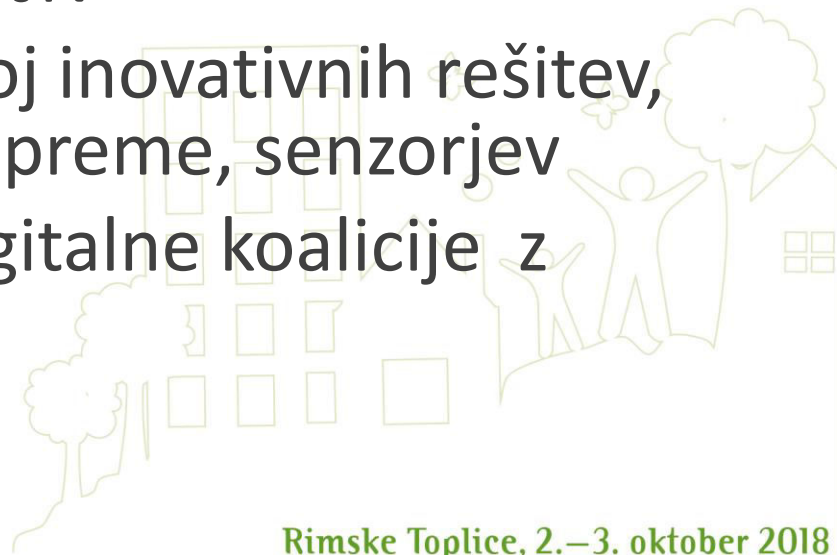 oj inovativnih rešitev,
preme, senzorjev
gitalne koalicije z
Rimske Toplice, 2.–3. oktober 2018